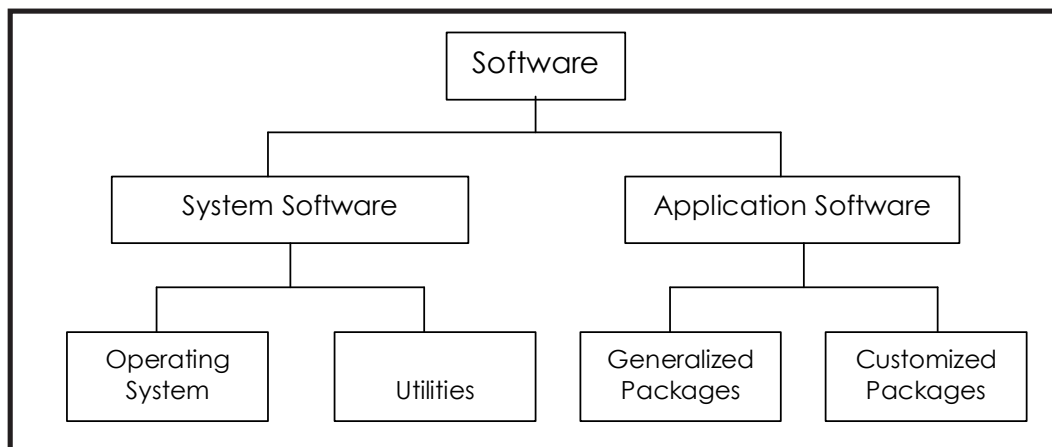 Software
System Software
Application Software
Operating
System
Utilities
Generalized
Packages
Customized
Packages